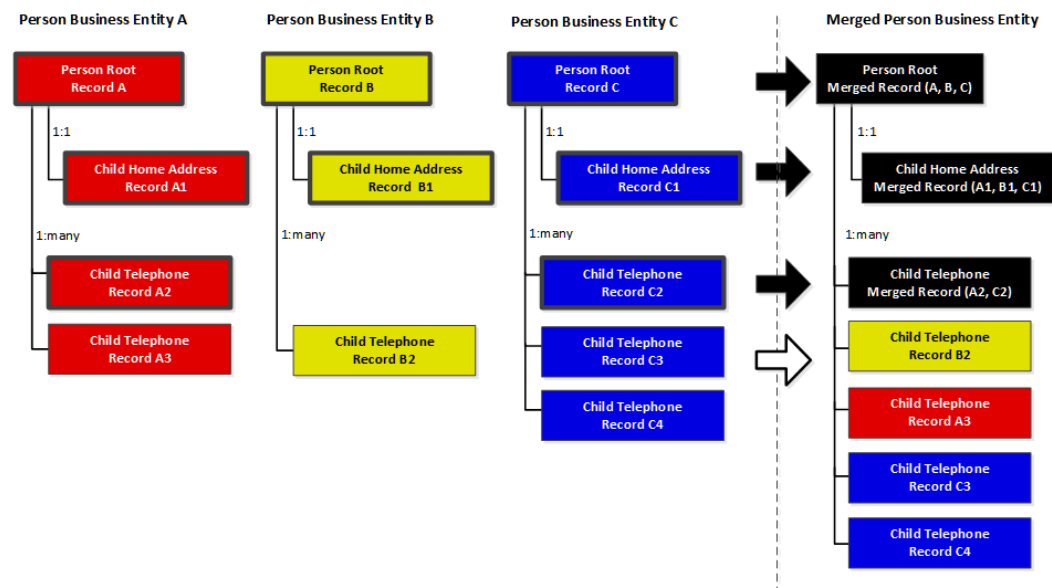 Person Business Entity A
Person Root
Record A
1:1
Child Home Address
Record A1
1:many
Child Telephone
Record A2
Child Telephone
Record A3
Person Business Entity B
Person Root
Record B
1:1
Child Home Address
Record B1
1:many
Child Telephone
Record B2
Person Business Entity C
Person Root
Record C
1:1
Child Home Address
Record C1
1:many
Child Telephone
Record C2
Child Telephone
Record C3
Child Telephone
Record C4
Merged Person Business Entity
Person Root
Merged Record (A, B, C)
1:1
Child Home Address
Merged Record (A1, B1, C1)
1:many
Child Telephone
Merged Record (A2, C2)
Child Telephone
Record B2
Child Telephone
Record A3
Child Telephone
Record C3
Child Telephone
Record C4